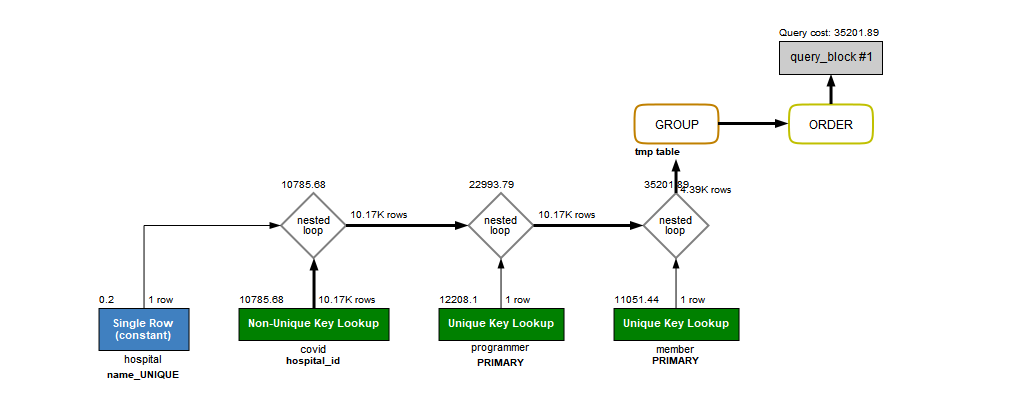 Query cost: 35201.89
query_block #1
GROUP
ORDER
tmp table
10785.68
22993.79
35201.89
4.39K rows
nested
loop
10.17K rows
nested
loop
10.17K rows
nested
loop
0.2
1 row
10785.68
10.17K rows
12208.1
1 row
11051.44
1 row
Single Row
(constant)
Non-Unique Key Lookup
Unique Key Lookup
Unique Key Lookup
hospital
name_UNIQUE
covid
hospital_id
programmer
PRIMARY
member
PRIMARY